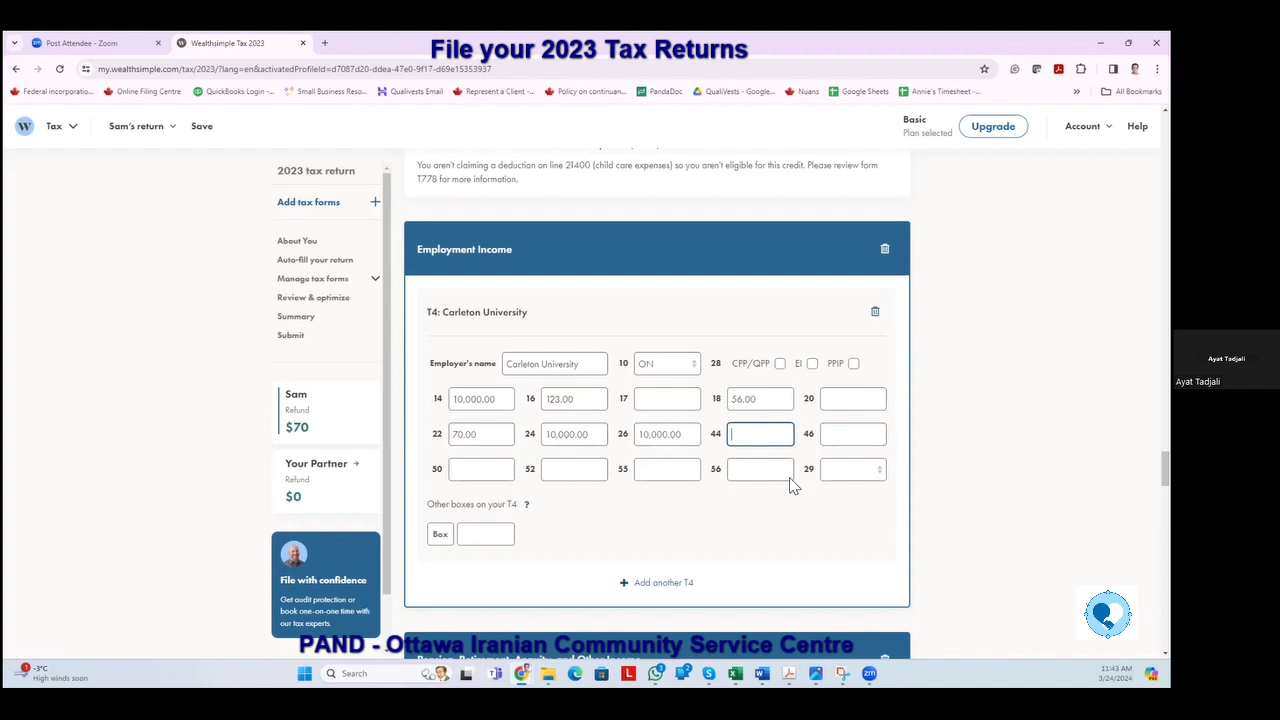 File your 2023 Tax Returns
Post Attendee - Zoom
Wealthsimple Tax 2023
my.wealthsimple.com/tax/2023/?lang=en&activatedProfileId=d7087d20-ddea-47e0-9f17-d69e15353937
Federal incorporatio...
Online Filing Centre
QuickBooks Login -...
Small Business Reso...
Qualivests Email
Represent a Client -...
Policy on continuan...
PandaDoc
QualiVests - Google...
Nuans
Google Sheets
Annie's Timesheet -...
All Bookmarks
W Tax Sam's return Save
Basic
Plan selected
Upgrade Account Help
You aren't claiming a deduction on line 21400 (child care expenses) so you aren't eligible for this credit. Please review form
T778 for more information.
2023 tax return
Add tax forms +
About You
Auto-fill your return
Manage tax forms
Review & optimize
Summary
Submit
Sam
Refund
$70
Your Partner →
Refund
$0
File with confidence
Get audit protection or
book one-on-one time with
our tax experts.
Employment Income
T4: Carleton University
Employer's name Carleton University 10 ON 28 CPP/QPP EI PPIP
14 10,000.00 16 123.00 17 18 56.00 20
22 70.00 24 10,000.00 26 10,000.00 44 46
50 52 55 56 29
Other boxes on your T4 ?
Box
+ Add another T4
PAND - Ottawa Iranian Community Service Centre
Ayat Tadjali
Ayat Tadjali
-3°C
High winds soon
Search
11:43 AM
3/24/2024